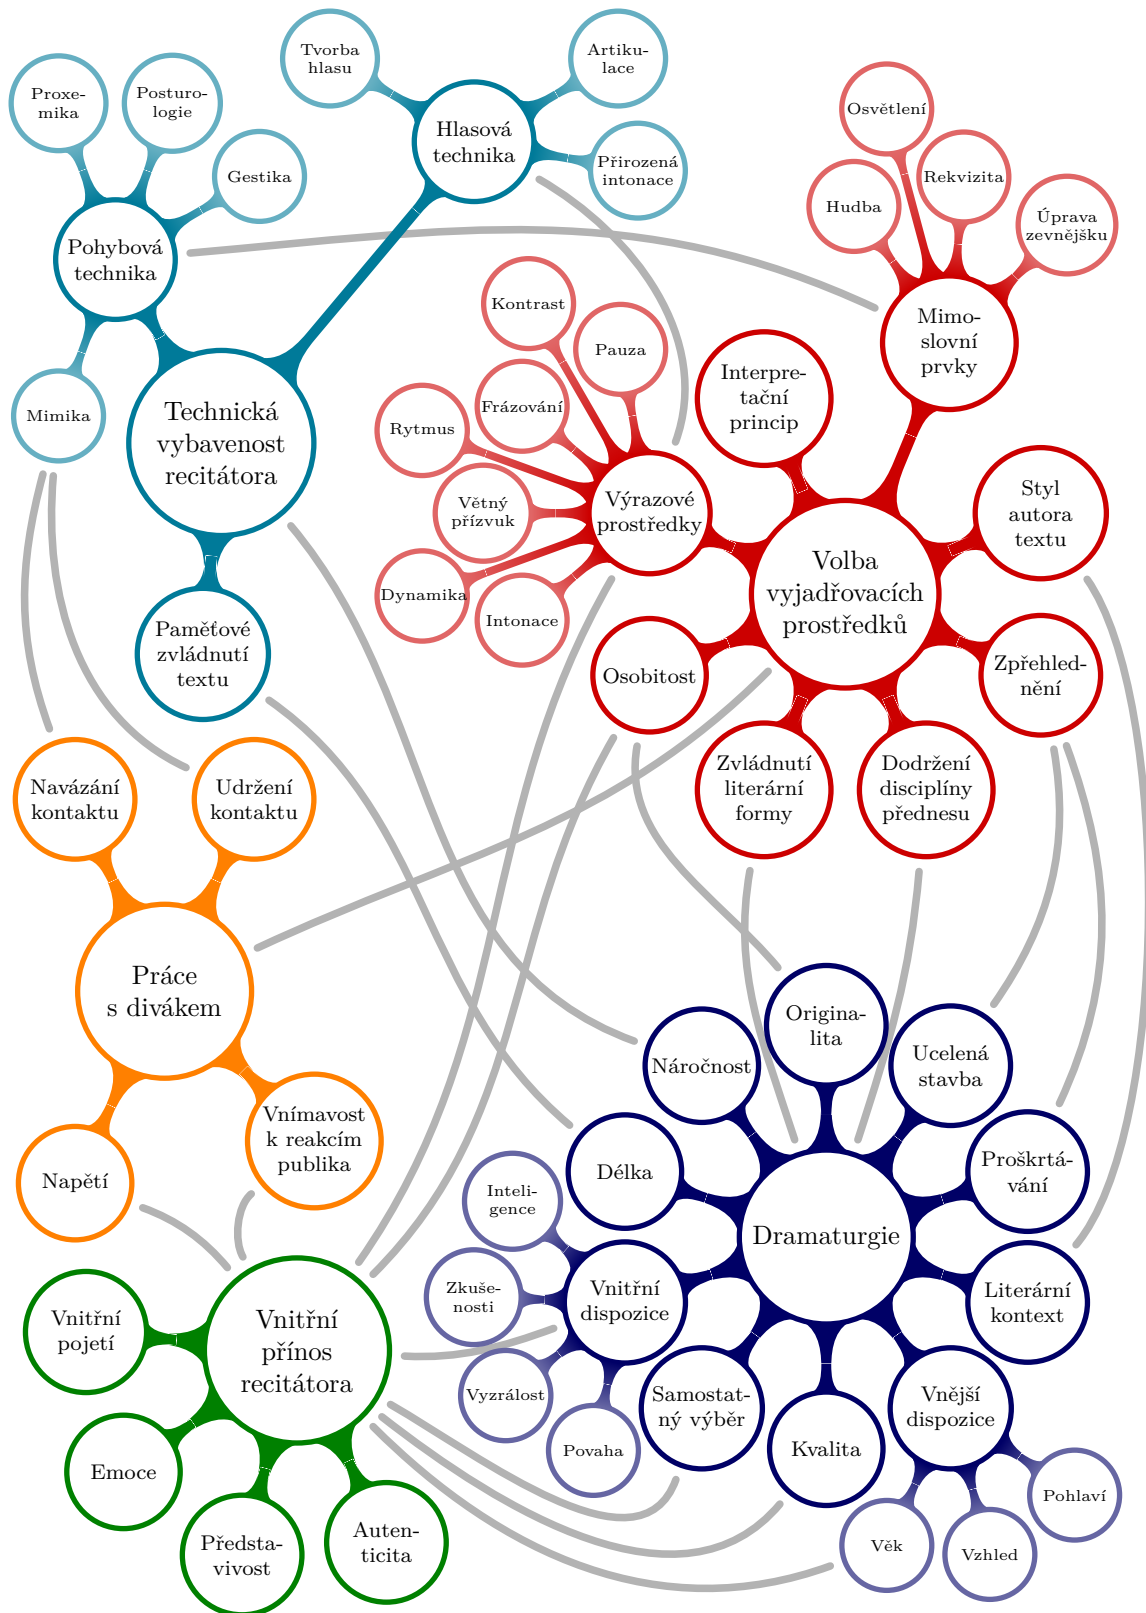 Tvorba
hlasu
Artiku-
lace
Proxe-
mika
Posturo-
logie
Hlasová
technika
Přirozená
intonace
Gestika
Pohybová
technika
Mimika
Technická
vybavenost
recitátora
Paměťové
zvládnutí
textu
Osvětlení
Rekvizita
Hudba
Úprava
zevnějšku
Mimo-
slovní
prvky
Kontrast
Pauza
Frázování
Rytmus
Větný
přízvuk
Dynamika
Intonace
Výrazové
prostředky
Interpre-
tační
princip
Styl
autora
textu
Volba
vyjadřovacích
prostředků
Osobitost
Zpřehled-
nění
Zvládnutí
literární
formy
Dodržení
disciplíny
přednesu
Navázání
kontaktu
Udržení
kontaktu
Práce
s divákem
Napětí
Vnímavost
k reakcím
publika
Origina-
lita
Náročnost
Ucelená
stavba
Délka
Proškrtá-
vání
Dramaturgie
Inteli-
gence
Zkuše-
nosti
Vnitřní
dispozice
Literární
kontext
Vyzrálost
Povaha
Samostat-
ný výběr
Kvalita
Vnější
dispozice
Pohlaví
Věk
Vzhled
Vnitřní
pojetí
Vnitřní
přínos
recitátora
Emoce
Předsta-
vivost
Auten-
ticita